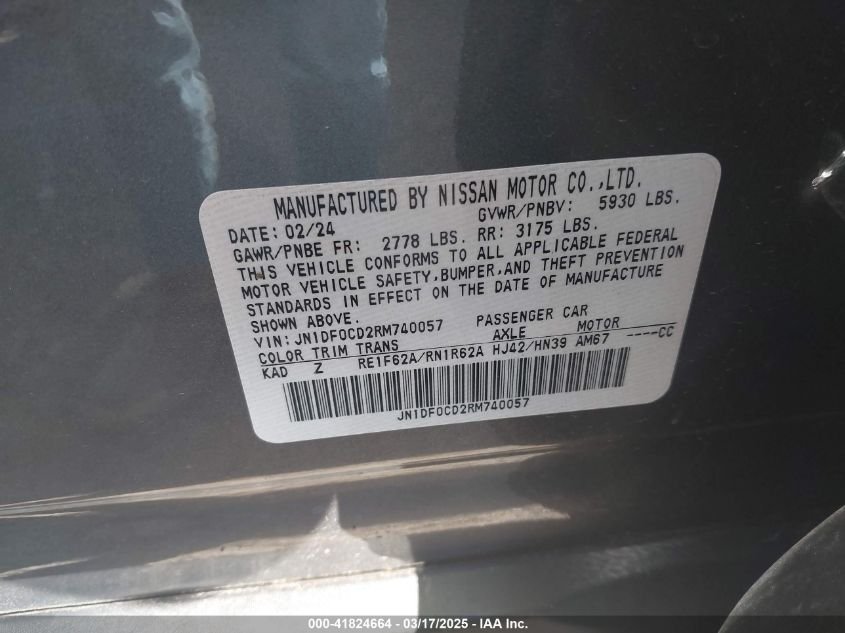 MANUFACTURED BY NISSAN MOTOR CO.,LTD.
DATE: 02/24 GVWR/PNBV: 5930 LBS.
GAWR/PNBE FR: 2778 LBS. RR: 3175 LBS.
THIS VEHICLE CONFORMS TO ALL APPLICABLE FEDERAL
MOTOR VEHICLE SAFETY,BUMPER,AND THEFT PREVENTION
STANDARDS IN EFFECT ON THE DATE OF MANUFACTURE
SHOWN ABOVE.
VIN:JN1DF0CD2RM740057 PASSENGER CAR
COLOR TRIM TRANS AXLE MOTOR
KAD Z RE1F62A/RN1R62A HJ42/HN39 AM67 ----CC
JN1DF0CD2RM740057
000-41824664 - 03/17/2025 - IAA Inc.